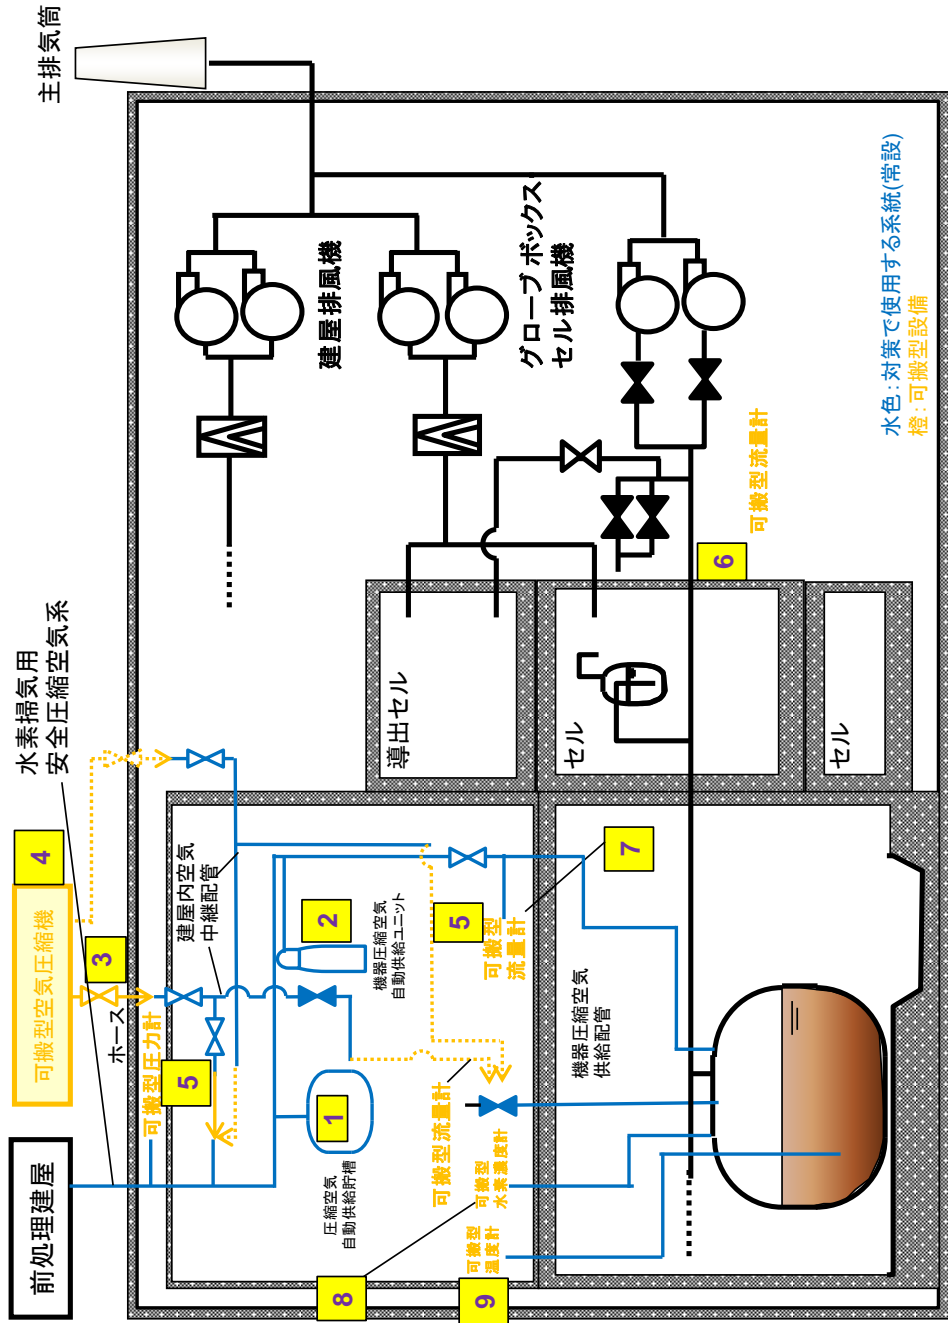 主排気筒
建屋排風機
グローブボックス
セル排風機
水色:対策で使用する系統(常設)
橙:可搬型設備
可搬型流量計
6
水素掃気用
安全圧縮空気系
導出セル
セル
セル
4
可搬型空気圧縮機
3
ホース
建屋内空気
中継配管
2
機器圧縮空気
自動供給ユニット
5
可搬型
流量計
7
可搬型圧力計
5
1
圧縮空気
自動供給貯槽
可搬型流量計
機器圧縮空気
供給配管
可搬型
水素濃度計
可搬型
温度計
8
9
前処理建屋